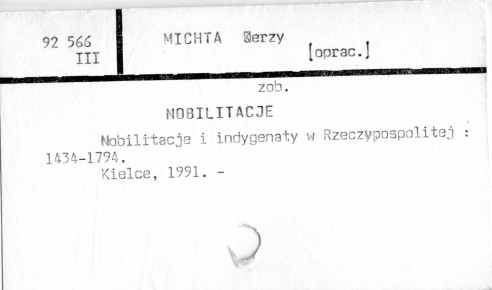 92 566
III
MICHTA Jerzy
[oprac.]
zob.
NOBILITACJE
Nobilitacje i indygenaty w Rzeczypospolitej :
1434-1794.
Kielce, 1991. -